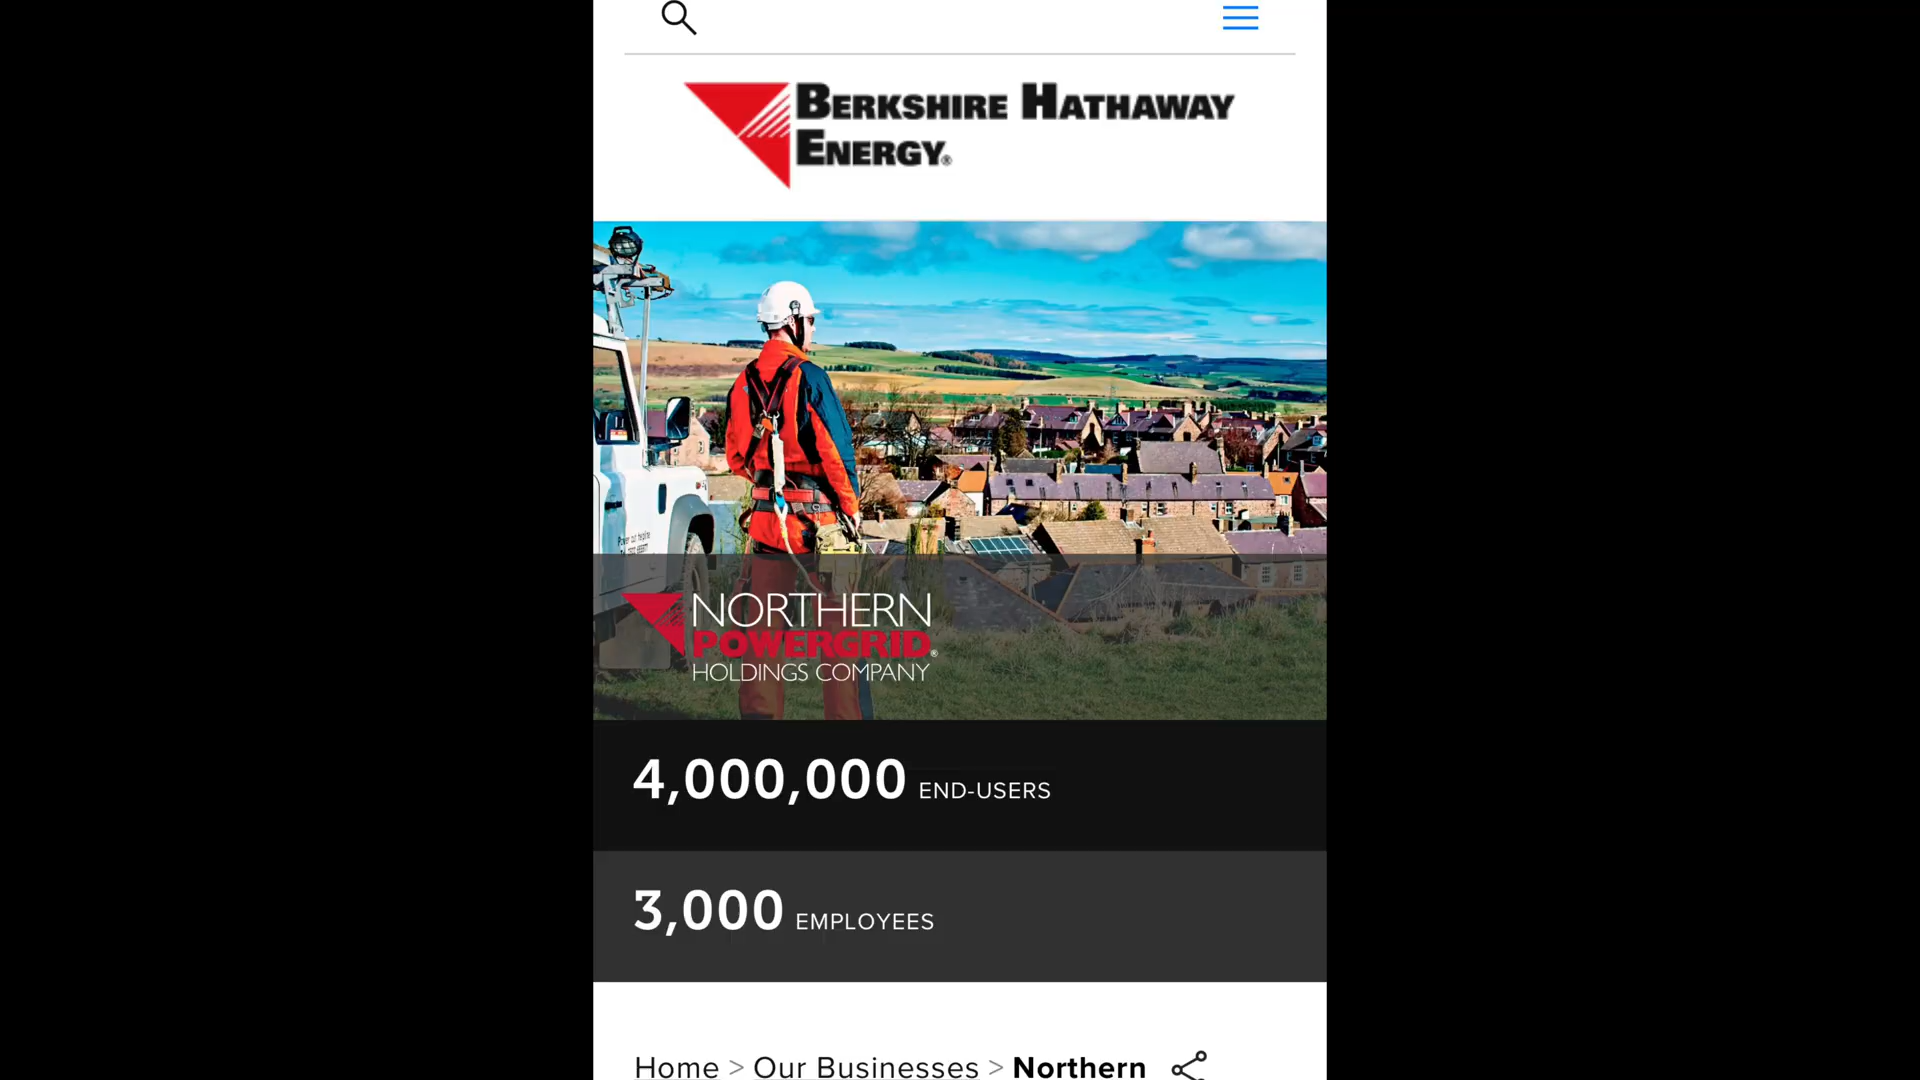 BERKSHIRE HATHAWAY
ENERGY®
NORTHERN
POWERGRID®
HOLDINGS COMPANY
4,000,000 END-USERS
3,000 EMPLOYEES
Home > Our Businesses > Northern